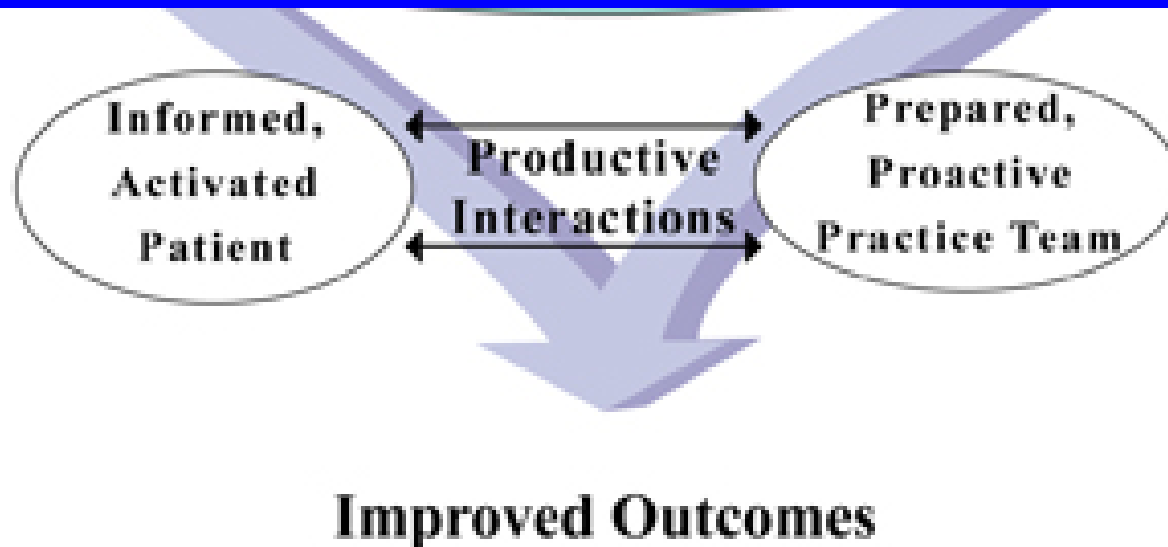 Informed,
Activated
Patient
Productive
Interactions
Prepared,
Proactive
Practice Team
Improved Outcomes